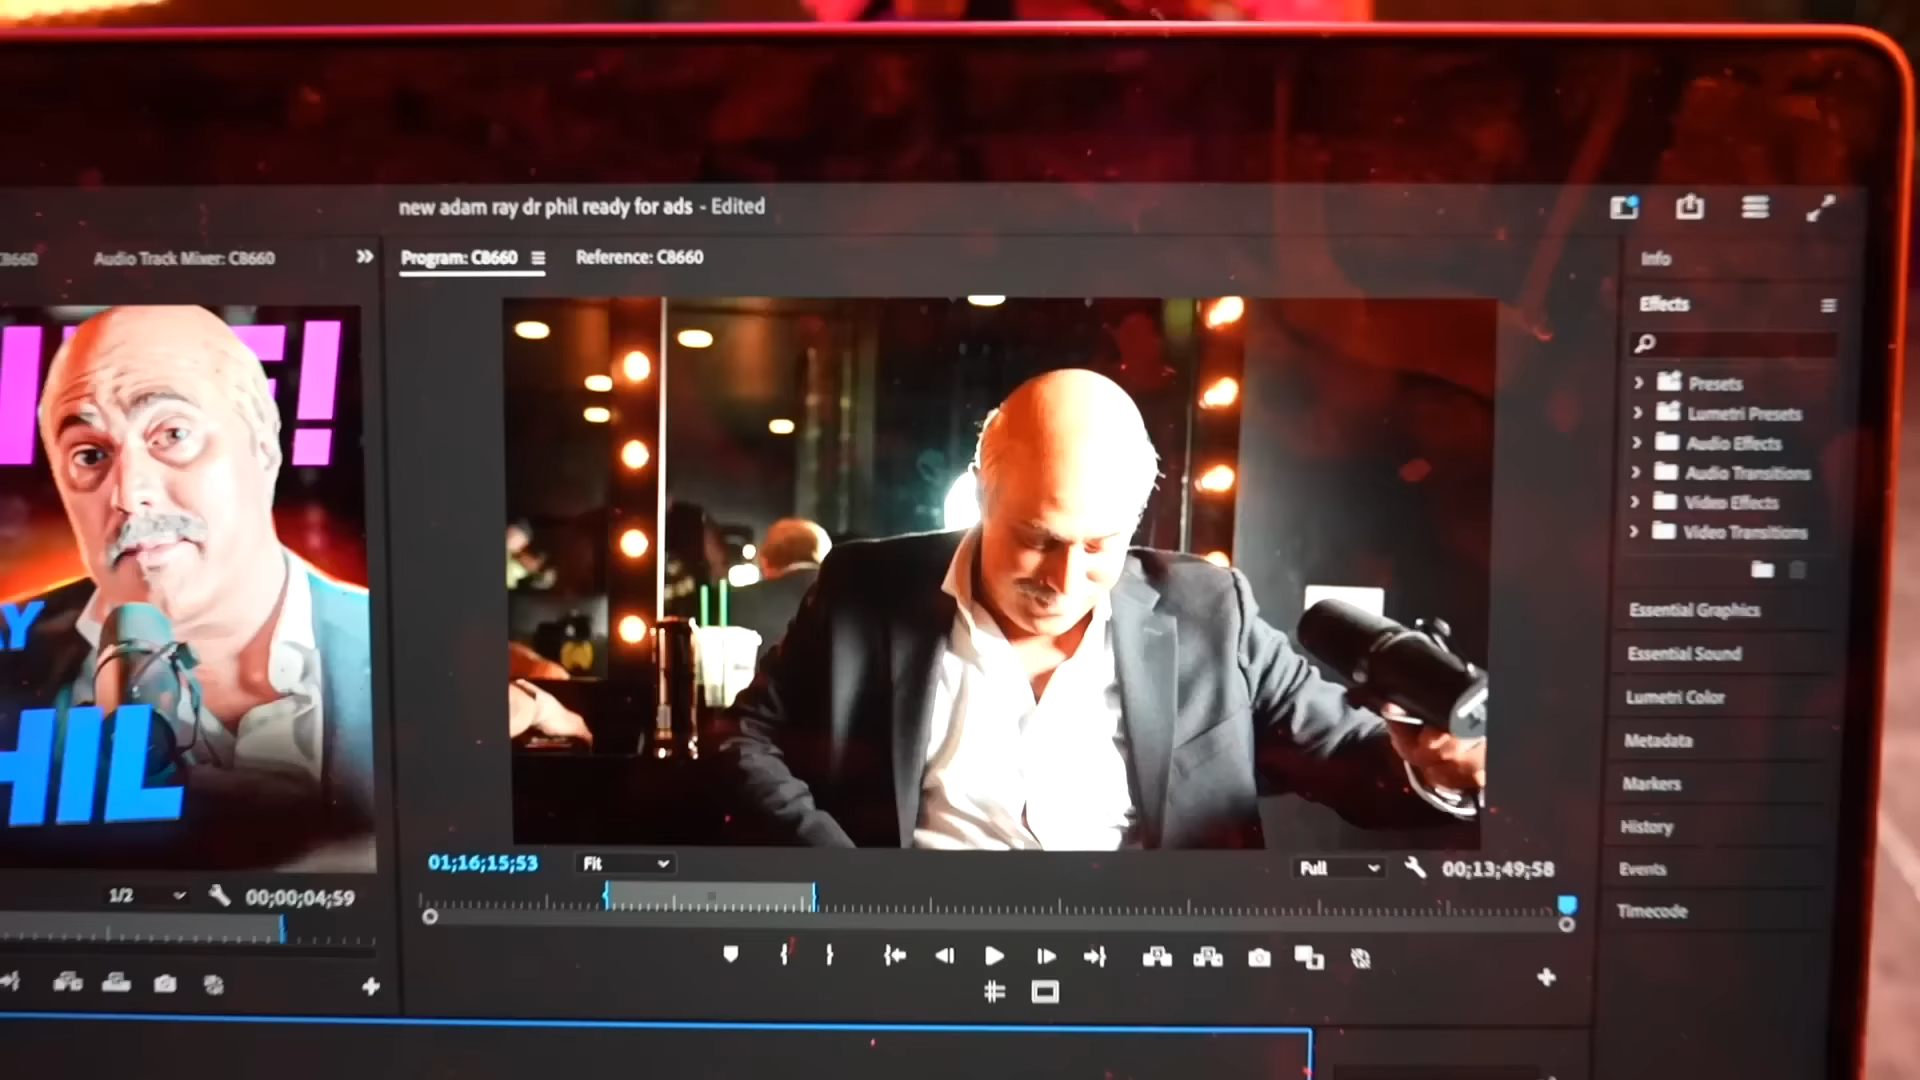 new adam ray dr phil ready for ads - Edited
Audio Track Mixer: C8660
Program: C8660
Reference: C8660
Info
Effects
Presets
Lumetri Presets
Audio Effects
Audio Transitions
Video Effects
Video Transitions
Essential Graphics
Essential Sound
Lumetri Color
Metadata
Markers
History
Events
Timecode
HIL
01;16;15;53
Fit
Full
00;13;49;58
1/2
00;00;04;59